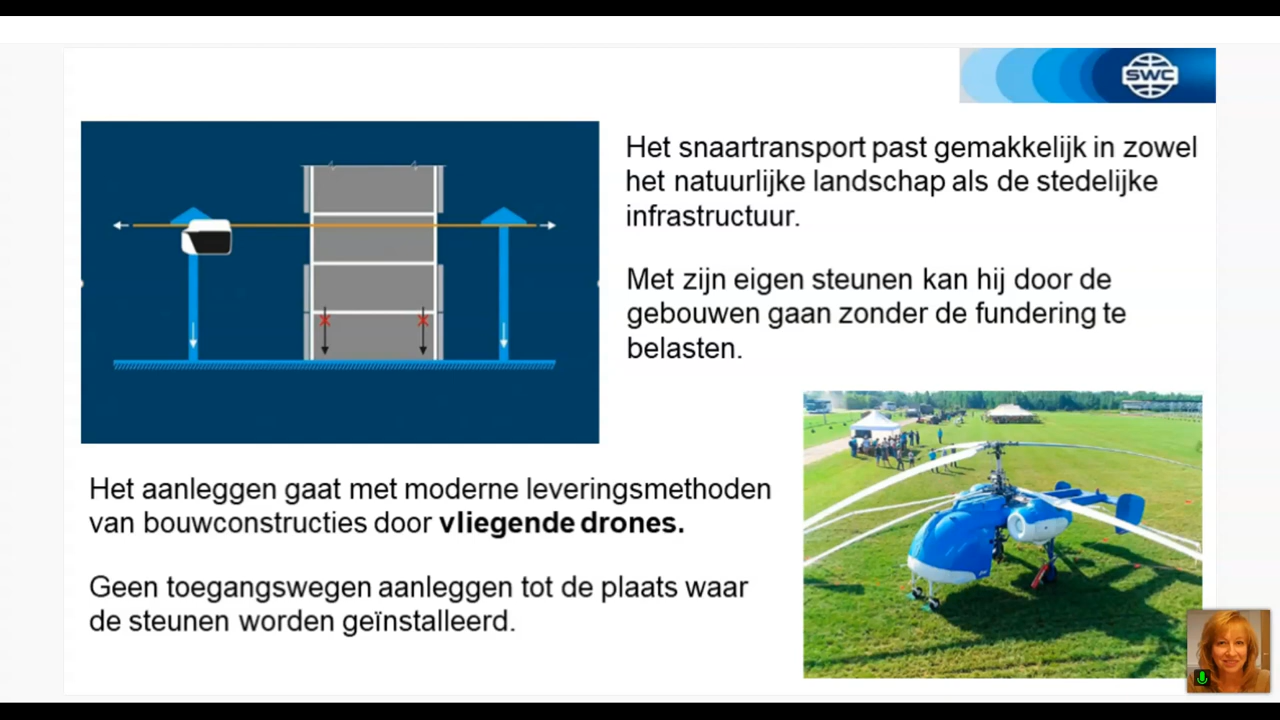 SWC
Het snaartransport past gemakkelijk in zowel
het natuurlijke landschap als de stedelijke
infrastructuur.
Met zijn eigen steunen kan hij door de
gebouwen gaan zonder de fundering te
belasten.
Het aanleggen gaat met moderne leveringsmethoden
van bouwconstructies door vliegende drones.
Geen toegangswegen aanleggen tot de plaats waar
de steunen worden geïnstalleerd.